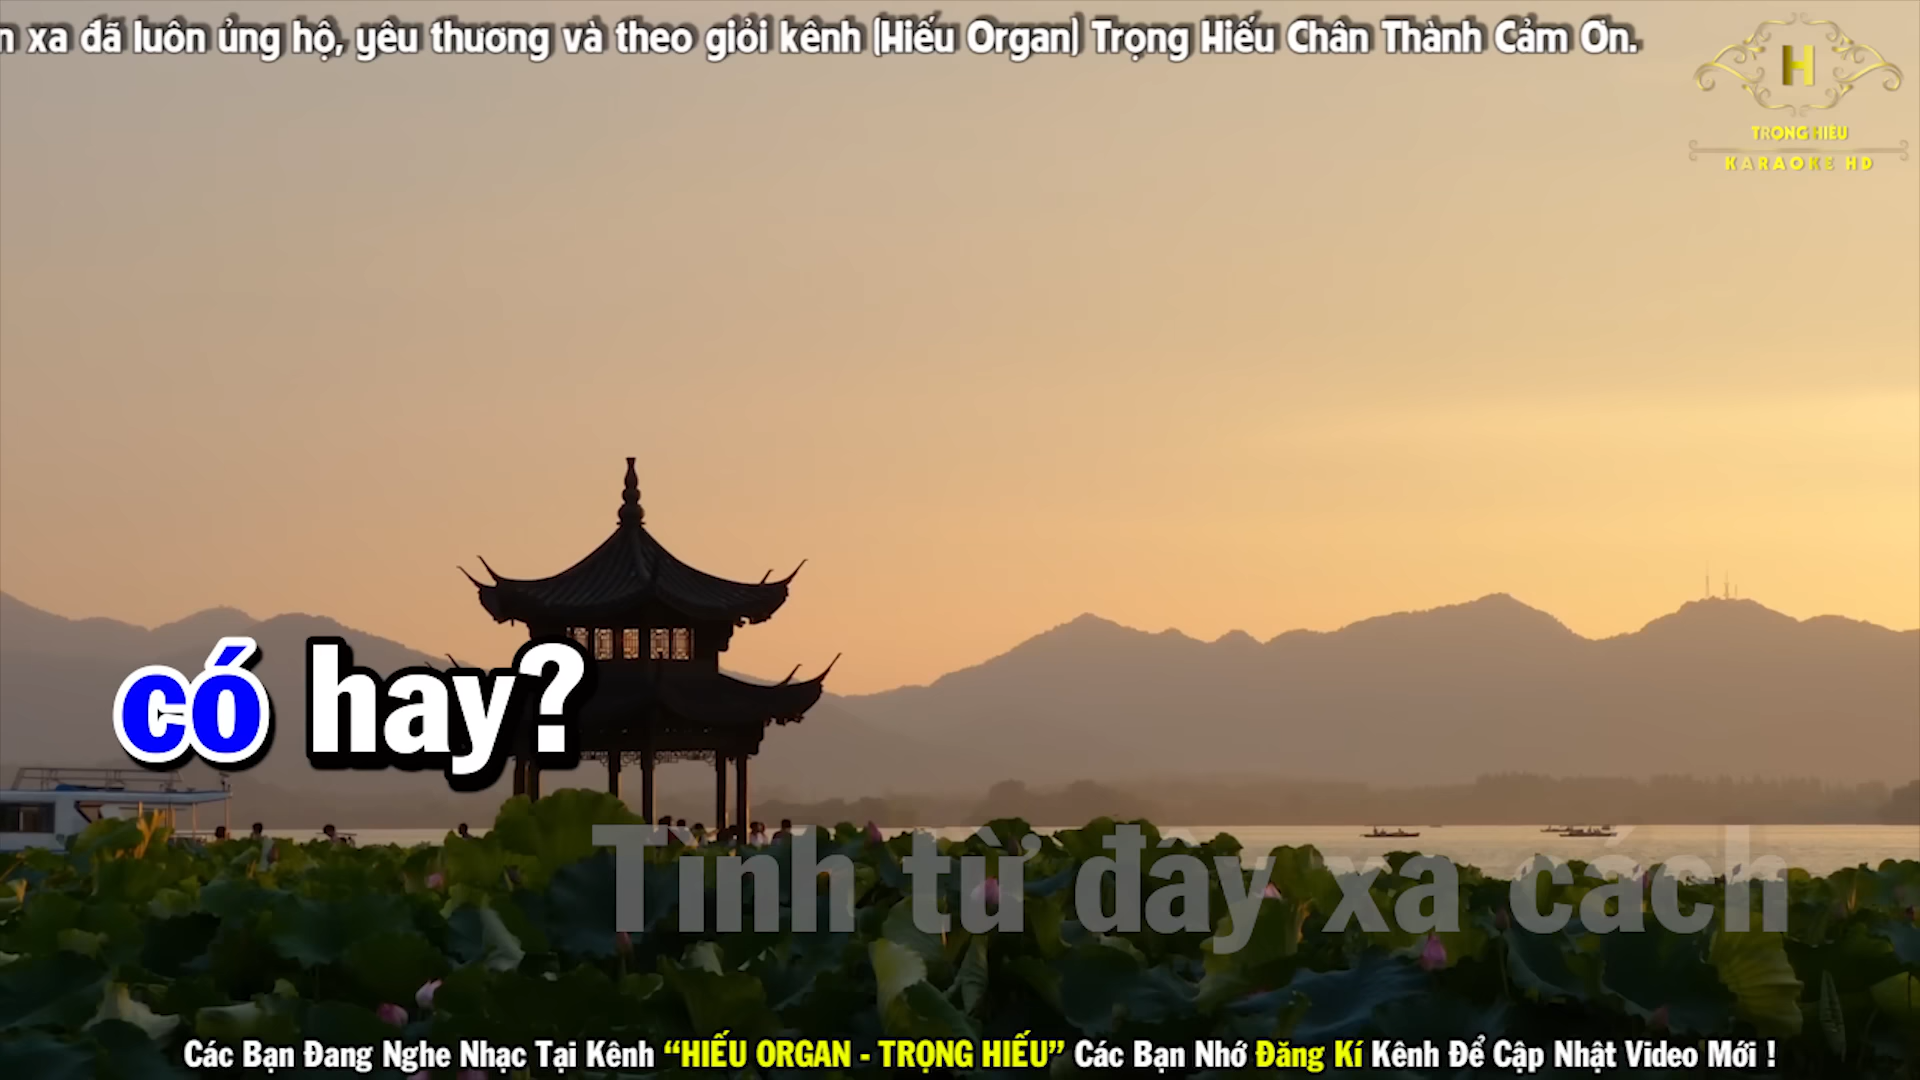 xa đã luôn ủng hộ, yêu thương và theo giỏi kênh (Hiếu Organ) Trọng Hiếu Chân Thành Cảm Ơn.
H
TRỌNG HIẾU
KARAOKE HD
có hay?
Tình từ đây xa cách
Các Bạn Đang Nghe Nhạc Tại Kênh “HIẾU ORGAN - TRỌNG HIẾU” Các Bạn Nhớ Đăng Kí Kênh Để Cập Nhật Video Mới !